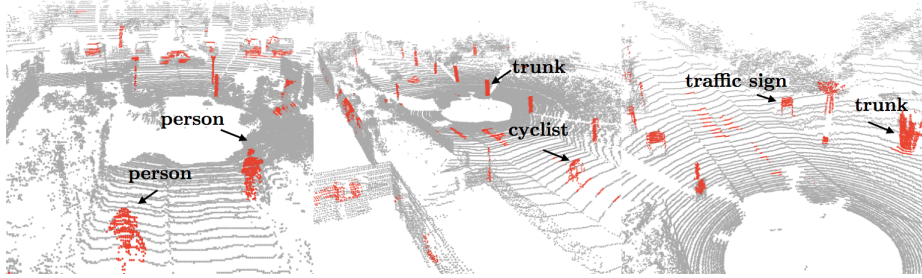 person
person
trunk
cyclist
traffic sign
trunk